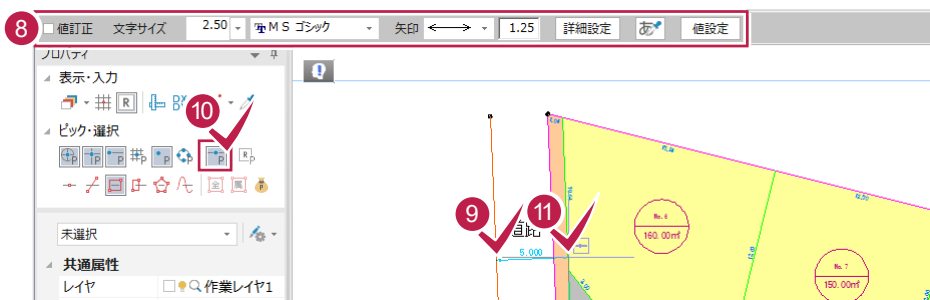 8 値訂正 文字サイズ 2.50 MS ゴシック 矢印 1.25 詳細設定 あ 値設定
プロパティ
表示・入力
R
10
ピック・選択
未選択
共通属性
レイヤ 作業レイヤ1
9 11
道路
5.000
No. 6
160.00㎡
No. 7
150.00㎡